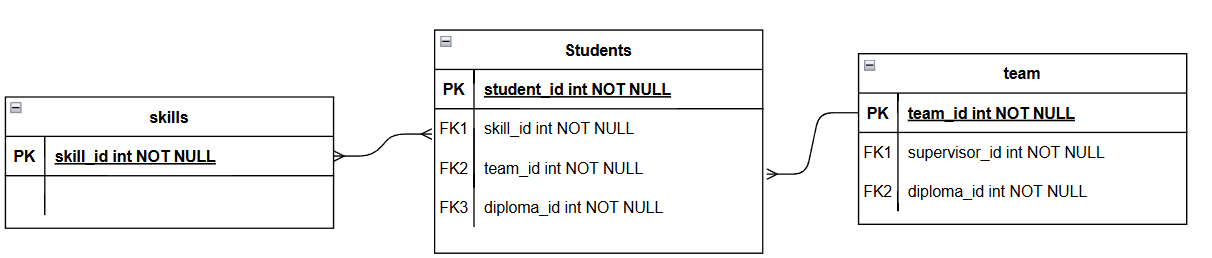 skills
PK skill_id int NOT NULL
Students
PK student_id int NOT NULL
FK1 skill_id int NOT NULL
FK2 team_id int NOT NULL
FK3 diploma_id int NOT NULL
team
PK team_id int NOT NULL
FK1 supervisor_id int NOT NULL
FK2 diploma_id int NOT NULL